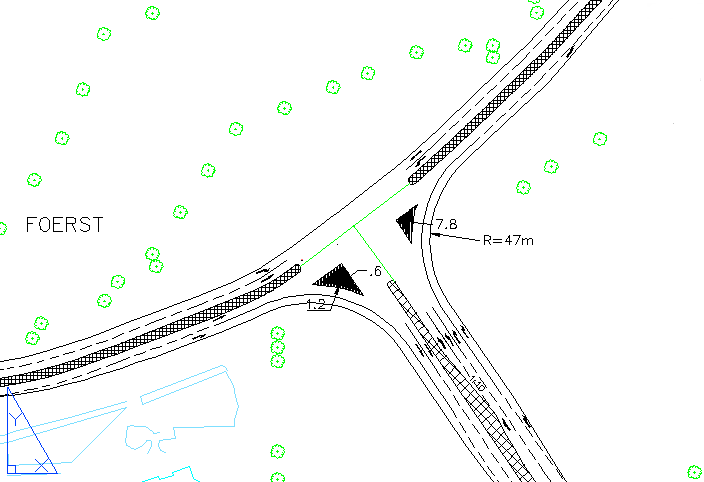 FOERST
7.8
R=47m
.6
1.2
Y
X